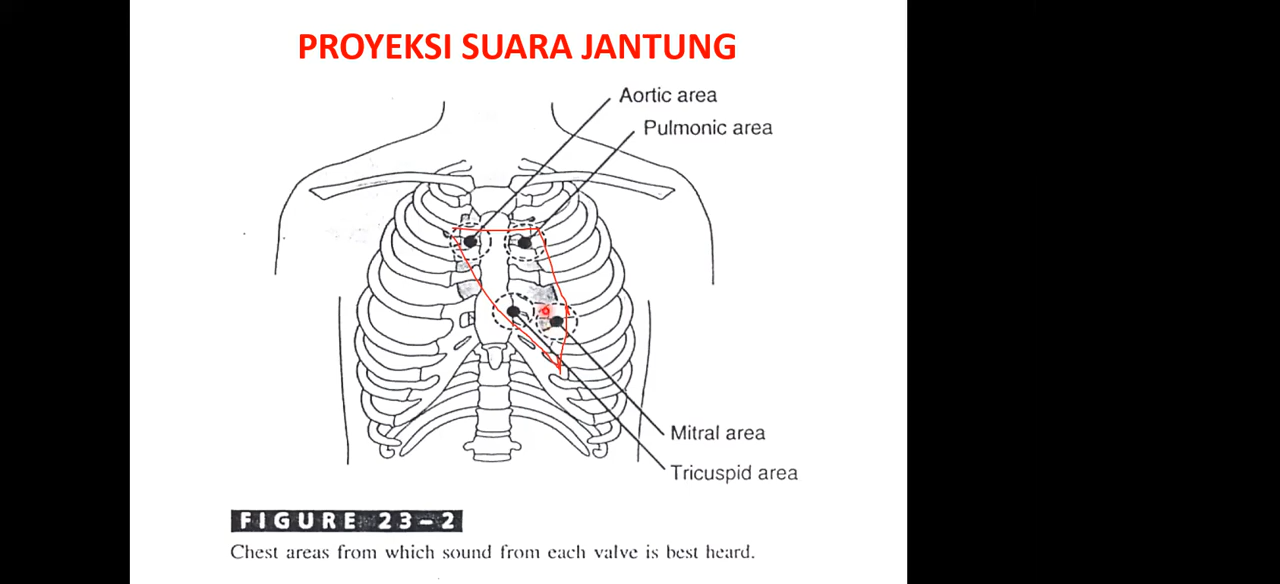 PROYEKSI SUARA JANTUNG
Aortic area
Pulmonic area
Mitral area
Tricuspid area
FIGURE 23-2
Chest areas from which sound from each valve is best heard.